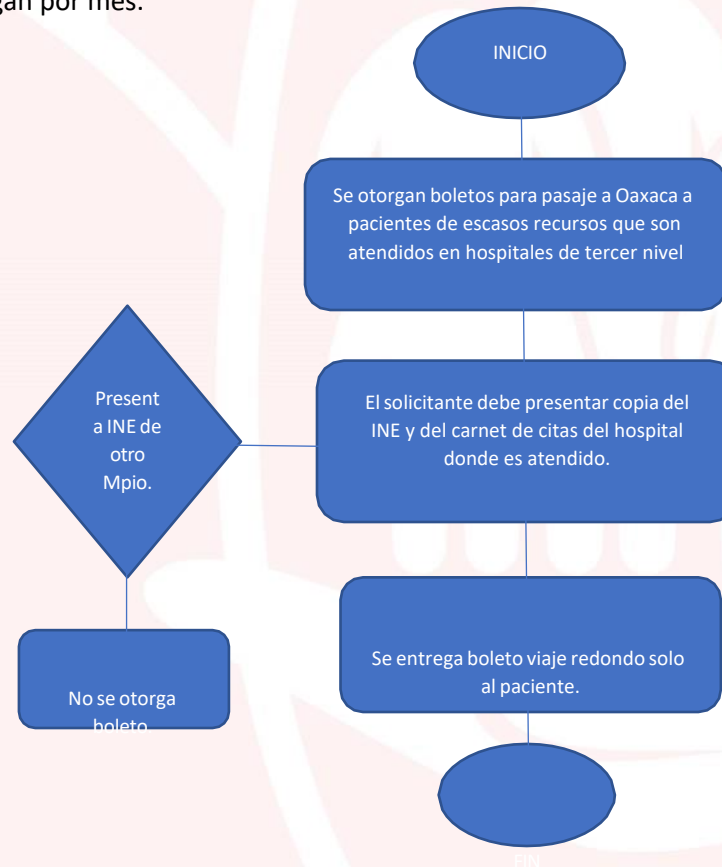 gan por mes.
INICIO
Se otorgan boletos para pasaje a Oaxaca a
pacientes de escasos recursos que son
atendidos en hospitales de tercer nivel
El solicitante debe presentar copia del
INE y del carnet de citas del hospital
donde es atendido.
Present
a INE de
otro
Mpio.
No se otorga
boleto
Se entrega boleto viaje redondo solo
al paciente.
FIN